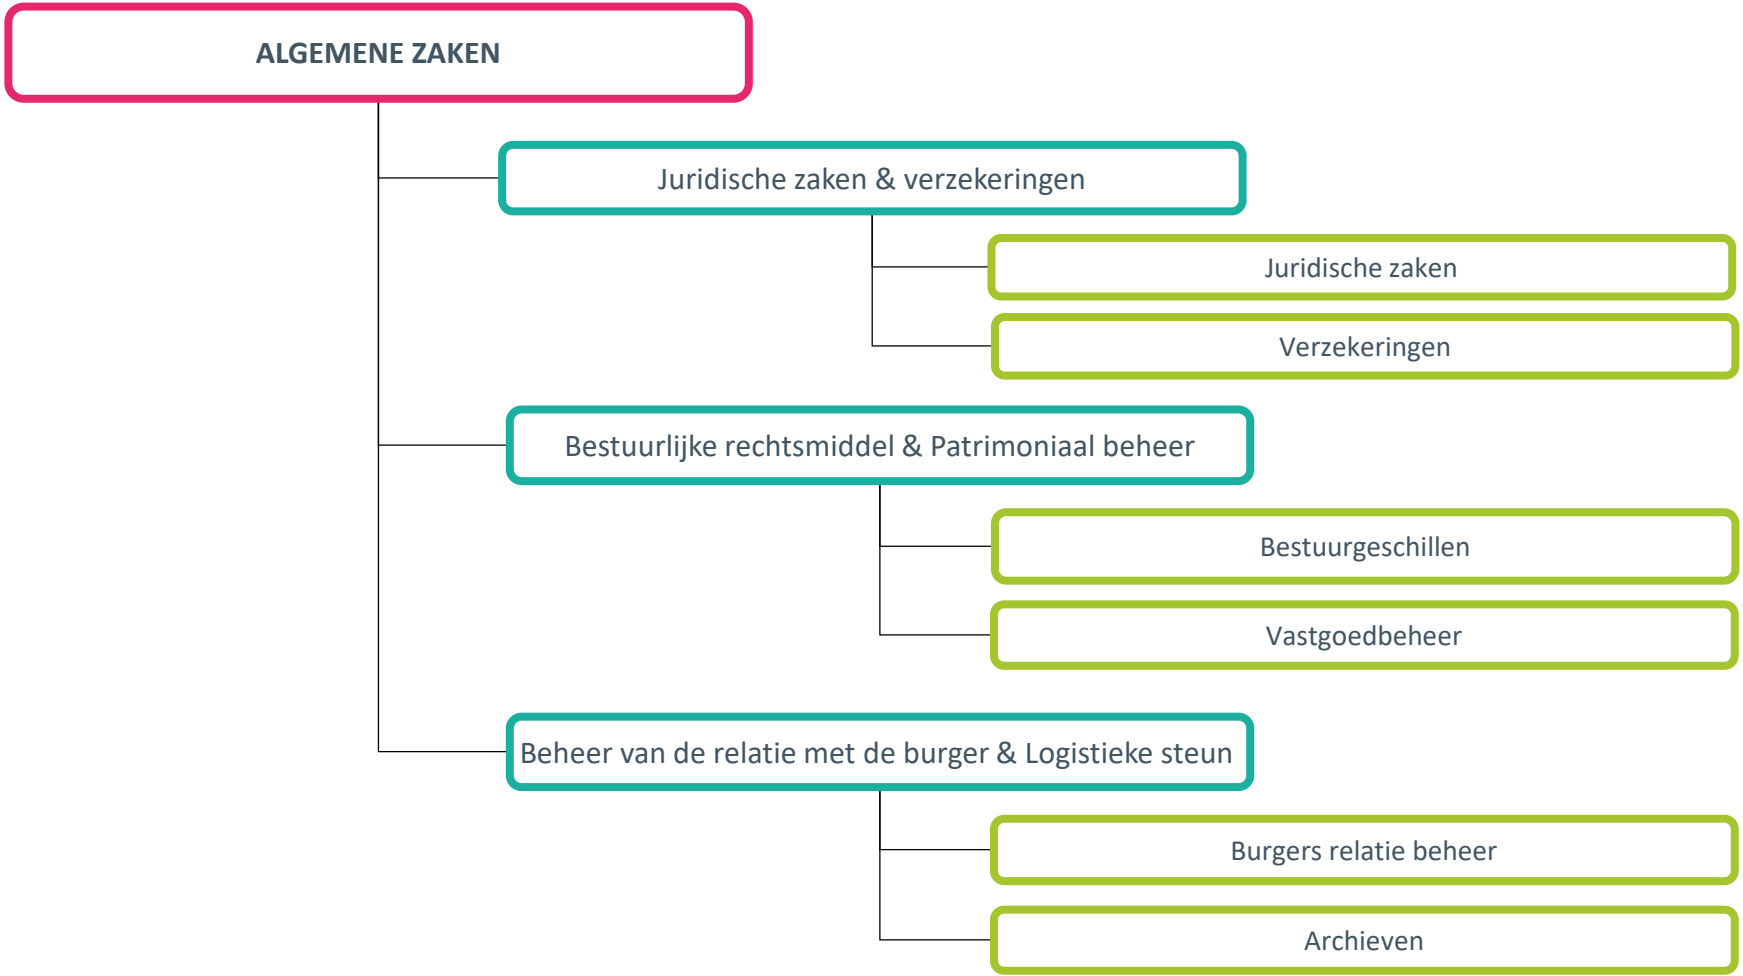 ALGEMENE ZAKEN
Juridische zaken & verzekeringen
Juridische zaken
Verzekeringen
Bestuurlijke rechtsmiddel & Patrimoniaal beheer
Bestuurgeschillen
Vastgoedbeheer
Beheer van de relatie met de burger & Logistieke steun
Burgers relatie beheer
Archieven